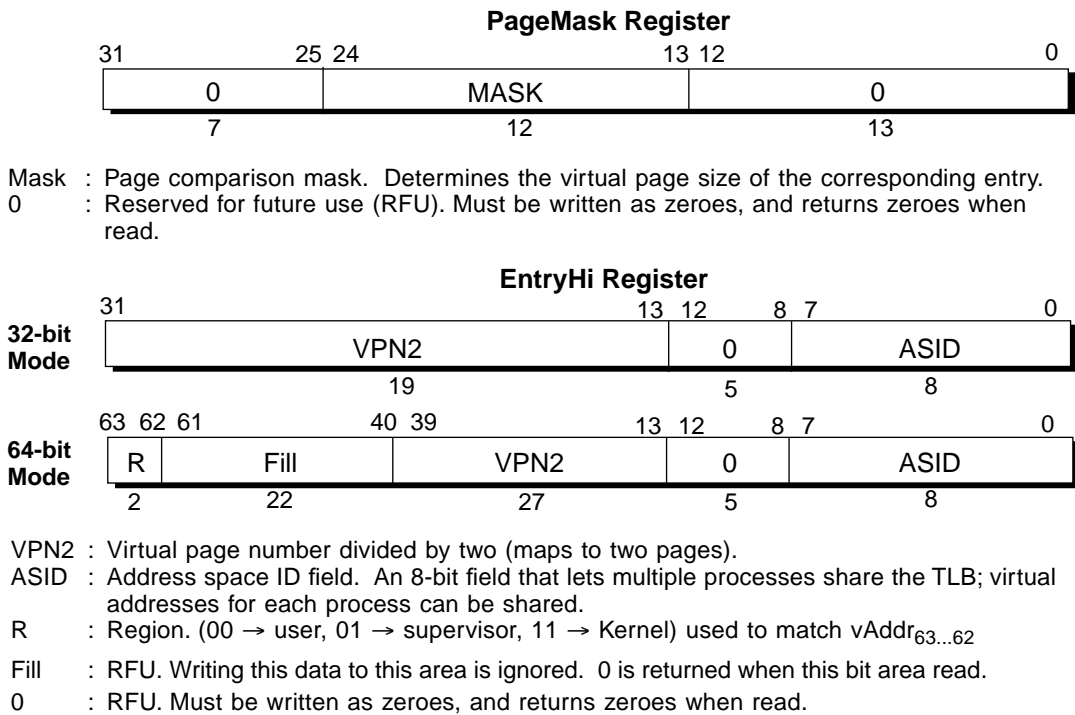 PageMask Register
31 25 24 13 12 0
0 MASK 0
7 12 13
Mask : Page comparison mask. Determines the virtual page size of the corresponding entry.
0 : Reserved for future use (RFU). Must be written as zeroes, and returns zeroes when
read.
EntryHi Register
31 13 12 8 7 0
32-bit
Mode
VPN2 0 ASID
19 5 8
63 62 61 40 39 13 12 8 7 0
64-bit
Mode
R Fill VPN2 0 ASID
2 22 27 5 8
VPN2 : Virtual page number divided by two (maps to two pages).
ASID : Address space ID field. An 8-bit field that lets multiple processes share the TLB; virtual
addresses for each process can be shared.
R : Region. (00 → user, 01 → supervisor, 11 → Kernel) used to match vAddr63...62
Fill : RFU. Writing this data to this area is ignored. 0 is returned when this bit area read.
0 : RFU. Must be written as zeroes, and returns zeroes when read.